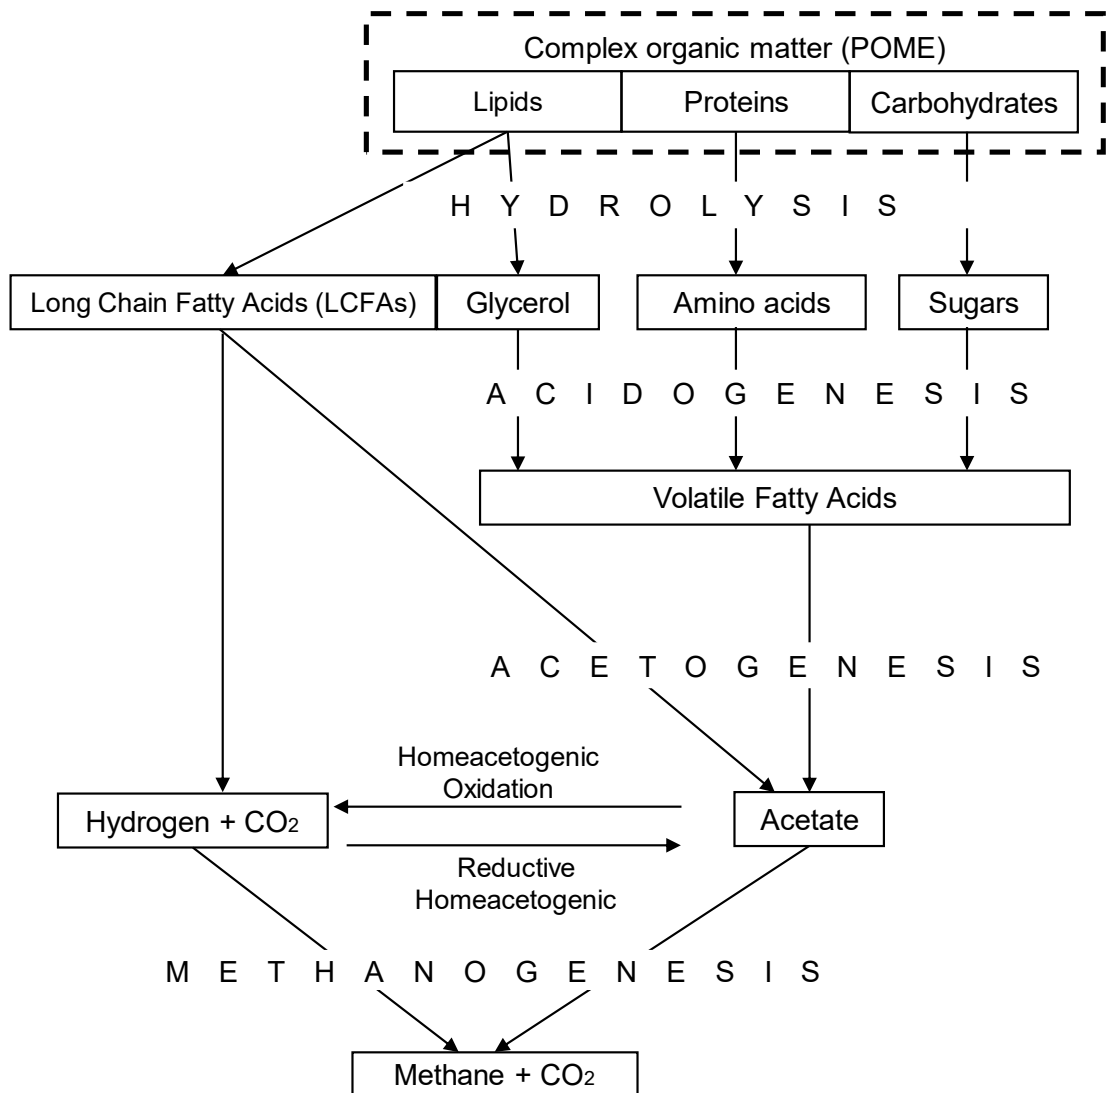 Complex organic matter (POME)
Lipids
Proteins
Carbohydrates
H Y D R O L Y S I S
Long Chain Fatty Acids (LCFAs)
Glycerol
Amino acids
Sugars
A C I D O G E N E S I S
Volatile Fatty Acids
A C E T O G E N E S I S
Homeacetogenic
Oxidation
Hydrogen + CO2
Acetate
Reductive
Homeacetogenic
M E T H A N O G E N E S I S
Methane + CO2